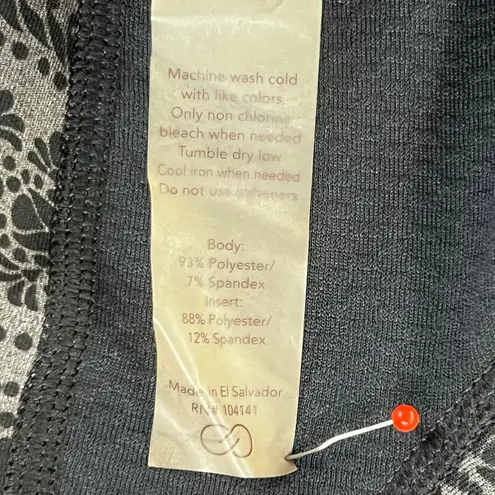 Machine wash cold
with like colors
Only non chlorine
bleach when needed
Tumble dry low
Cool iron when needed
Do not use softeners
Body:
93% Polyester/
7% Spandex
Insert:
88% Polyester/
12% Spandex
Made in El Salvador
RN# 104141